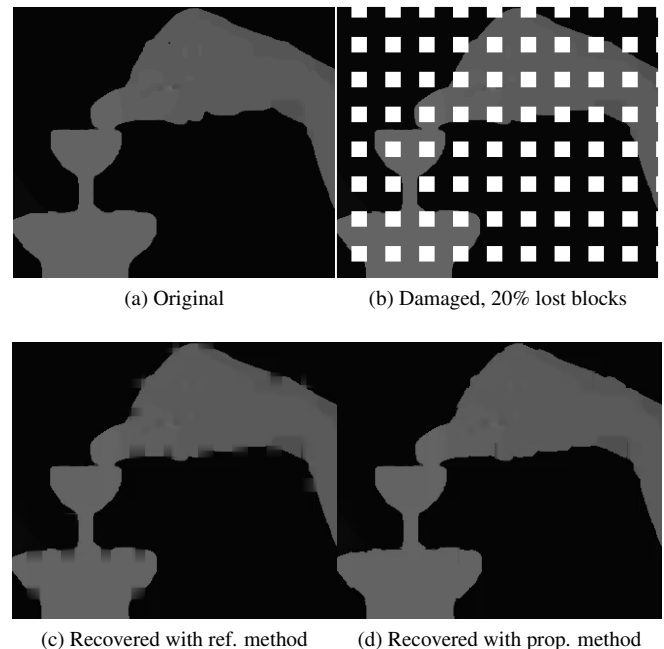 (a) Original
(b) Damaged, 20% lost blocks
(c) Recovered with ref. method
(d) Recovered with prop. method